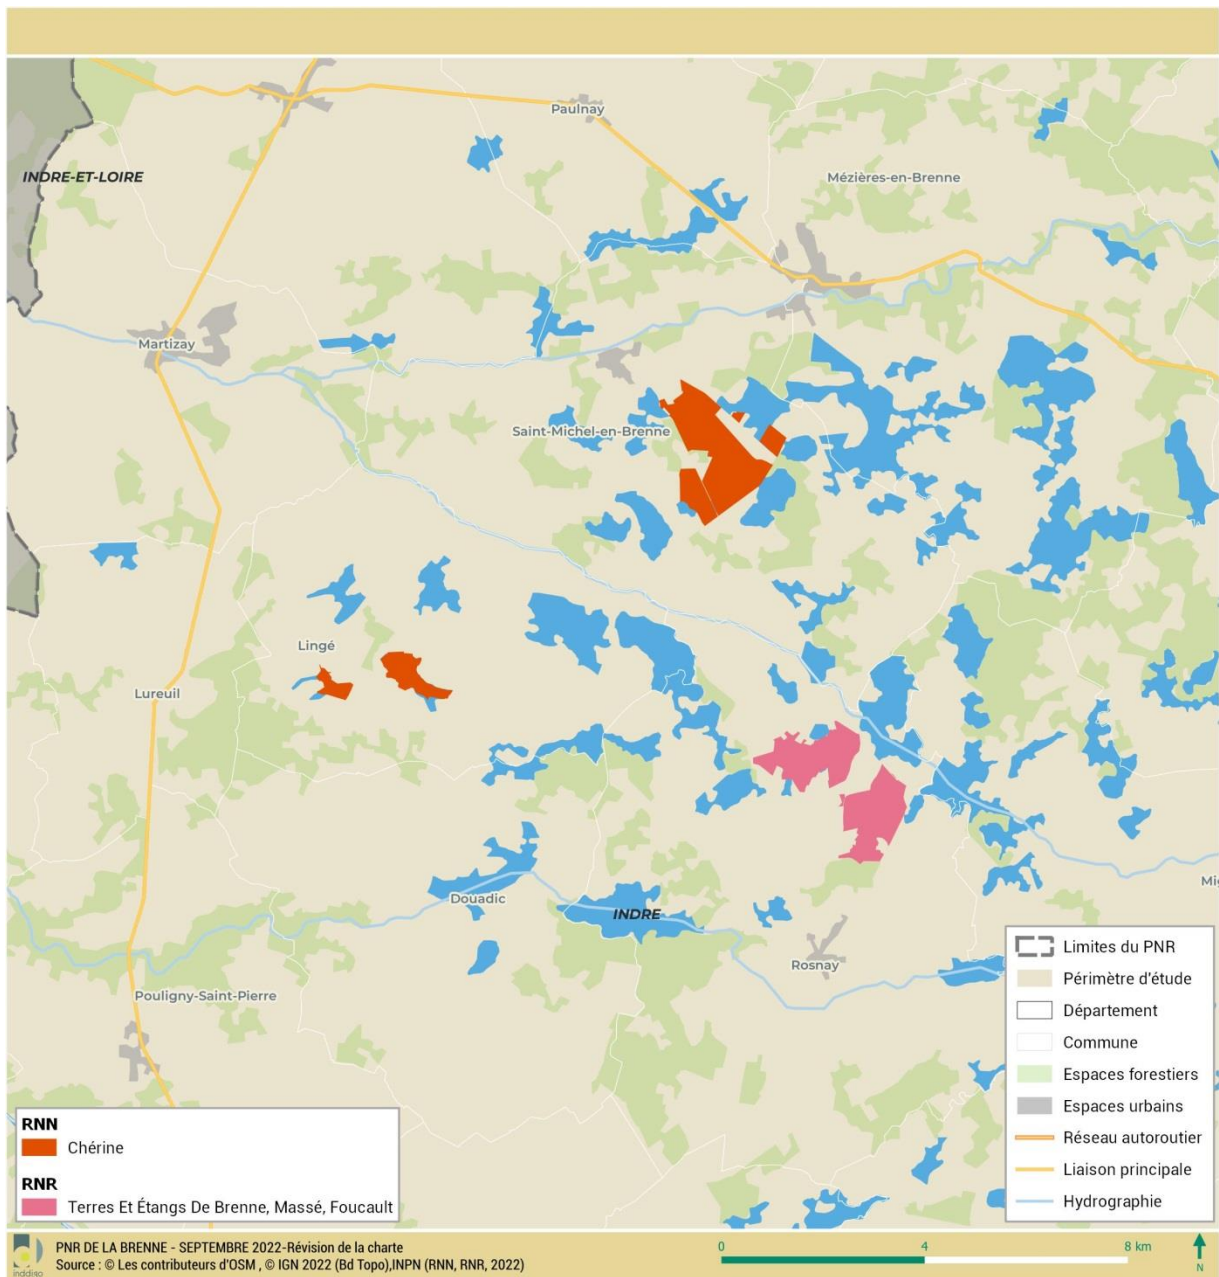 Paulnay
INDRE-ET-LOIRE
Mézières-en-Brenne
Martizay
Saint-Michel-en-Brenne
Lingé
Lureuil
Douadic
INDRE
Rosnay
Pouligny-Saint-Pierre
Limites du PNR
Périmètre d'étude
Département
Commune
Espaces forestiers
Espaces urbains
Réseau autoroutier
Liaison principale
Hydrographie
RNN
Chérine
RNR
Terres Et Étangs De Brenne, Massé, Foucault
PNR DE LA BRENNE - SEPTEMBRE 2022-Révision de la charte
Source : © Les contributeurs d'OSM , © IGN 2022 (Bd Topo),INPN (RNN, RNR, 2022)
0 4 8 km
N
inddigo